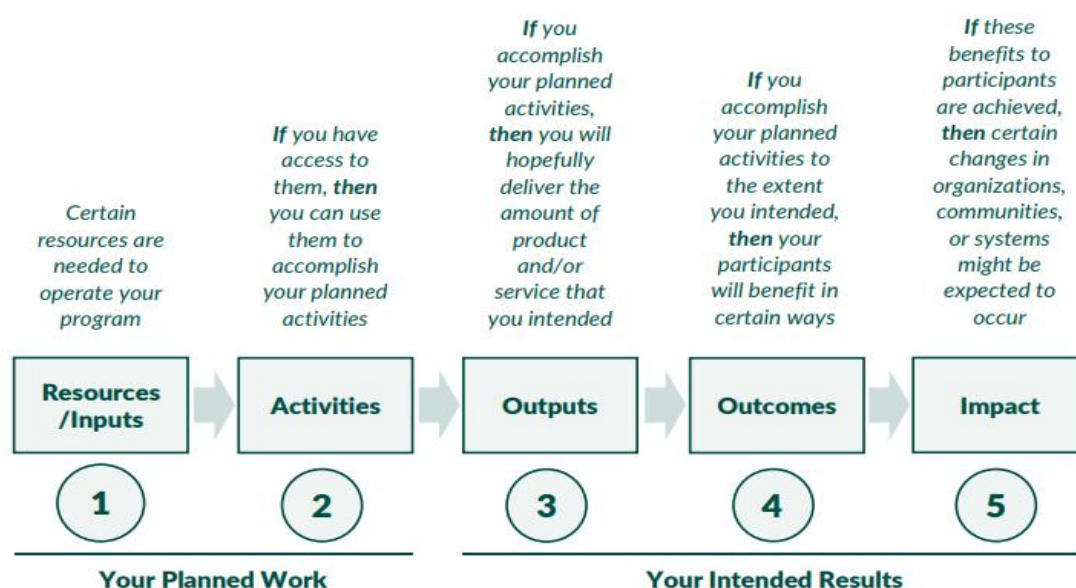 Certain
resources are
needed to
operate your
program
If you have
access to
them, then
you can use
them to
accomplish
your planned
activities
If you
accomplish
your planned
activities,
then you will
hopefully
deliver the
amount of
product
and/or
service that
you intended
If you
accomplish
your planned
activities to
the extent
you intended,
then your
participants
will benefit in
certain ways
If these
benefits to
participants
are achieved,
then certain
changes in
organizations,
communities,
or systems
might be
expected to
occur
Resources
/Inputs
Activities
Outputs
Outcomes
Impact
1
2
3
4
5
Your Planned Work
Your Intended Results